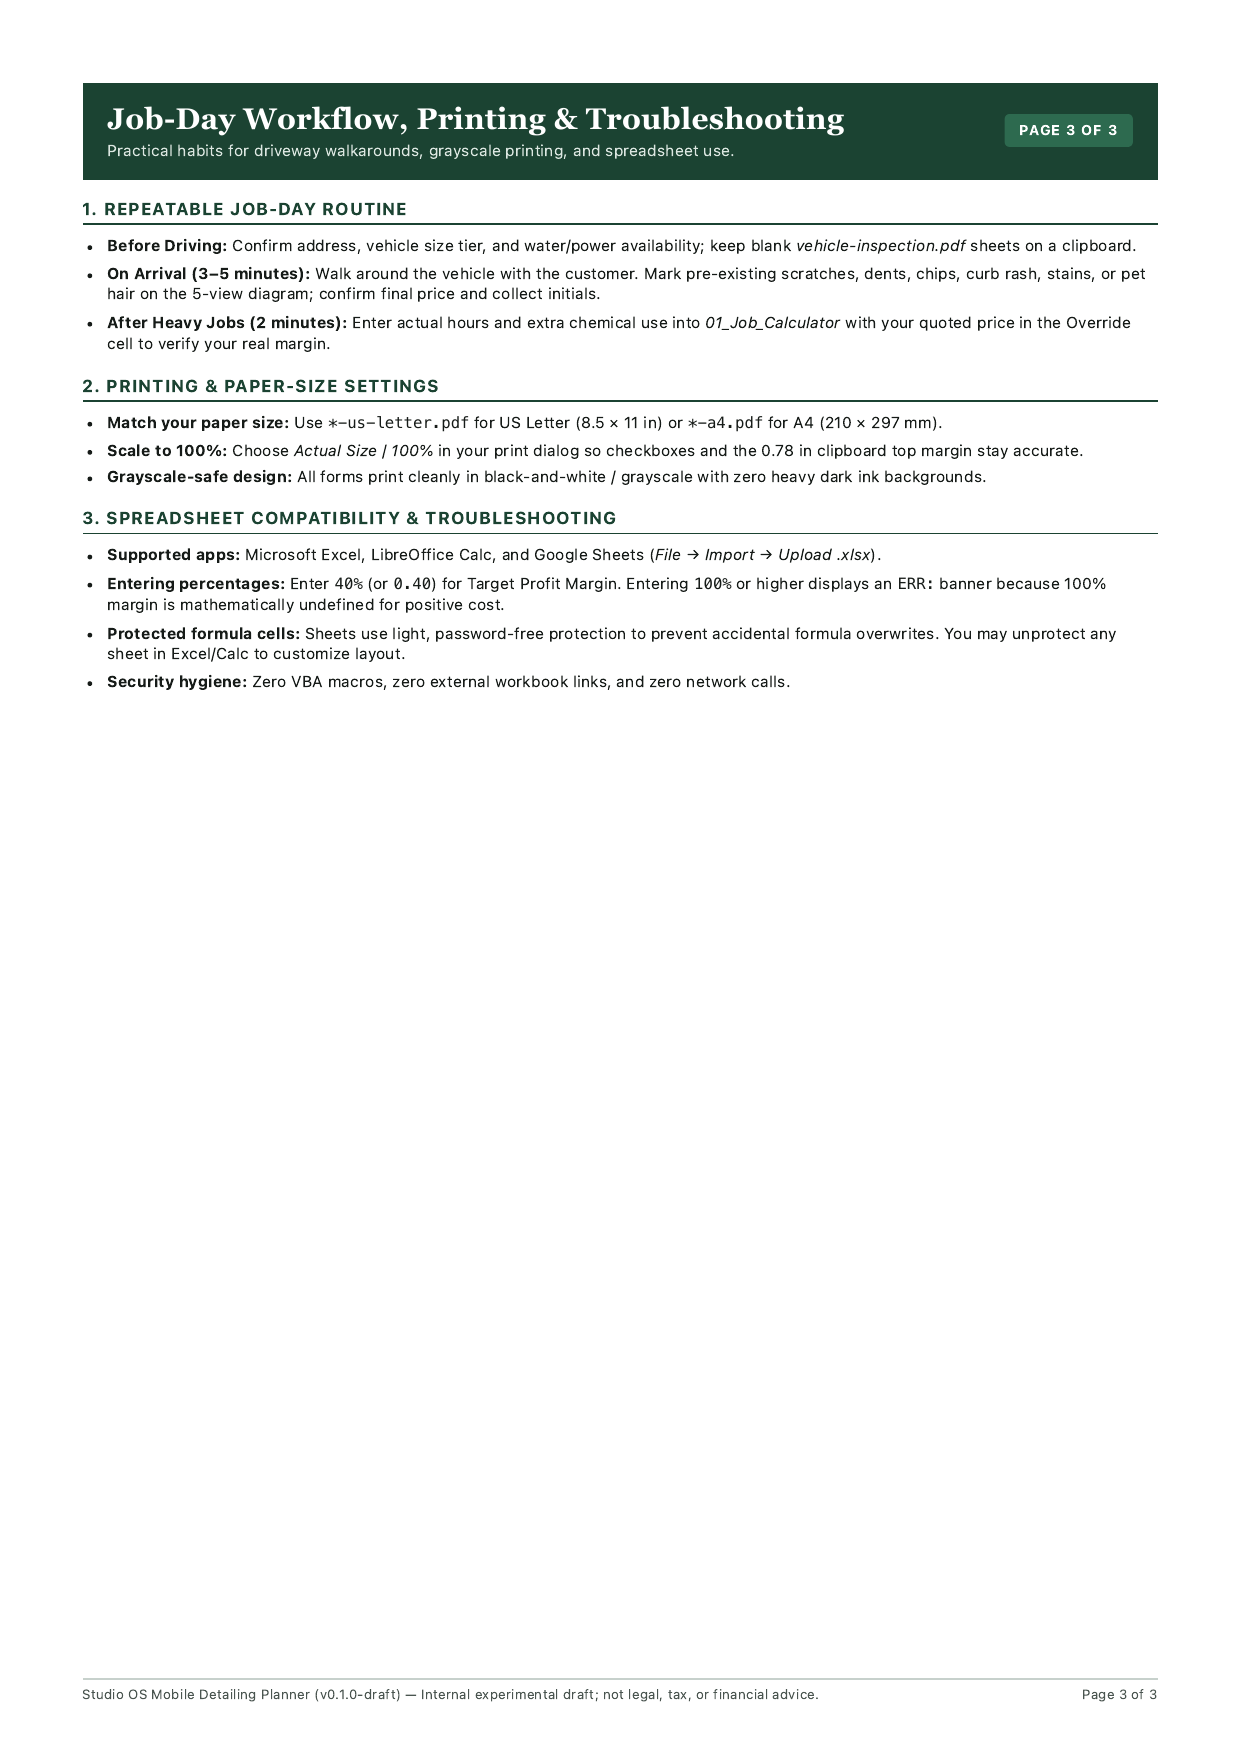 Job-Day Workflow, Printing & Troubleshooting
Practical habits for driveway walkarounds, grayscale printing, and spreadsheet use.
PAGE 3 OF 3
1. REPEATABLE JOB-DAY ROUTINE
• Before Driving: Confirm address, vehicle size tier, and water/power availability; keep blank vehicle-inspection.pdf sheets on a clipboard.
• On Arrival (3–5 minutes): Walk around the vehicle with the customer. Mark pre-existing scratches, dents, chips, curb rash, stains, or pet
hair on the 5-view diagram; confirm final price and collect initials.
• After Heavy Jobs (2 minutes): Enter actual hours and extra chemical use into 01_Job_Calculator with your quoted price in the Override
cell to verify your real margin.
2. PRINTING & PAPER-SIZE SETTINGS
• Match your paper size: Use *-us-letter.pdf for US Letter (8.5 × 11 in) or *-a4.pdf for A4 (210 × 297 mm).
• Scale to 100%: Choose Actual Size / 100% in your print dialog so checkboxes and the 0.78 in clipboard top margin stay accurate.
• Grayscale-safe design: All forms print cleanly in black-and-white / grayscale with zero heavy dark ink backgrounds.
3. SPREADSHEET COMPATIBILITY & TROUBLESHOOTING
• Supported apps: Microsoft Excel, LibreOffice Calc, and Google Sheets (File → Import → Upload .xlsx).
• Entering percentages: Enter 40% (or 0.40) for Target Profit Margin. Entering 100% or higher displays an ERR: banner because 100%
margin is mathematically undefined for positive cost.
• Protected formula cells: Sheets use light, password-free protection to prevent accidental formula overwrites. You may unprotect any
sheet in Excel/Calc to customize layout.
• Security hygiene: Zero VBA macros, zero external workbook links, and zero network calls.
Studio OS Mobile Detailing Planner (v0.1.0-draft) — Internal experimental draft; not legal, tax, or financial advice.
Page 3 of 3